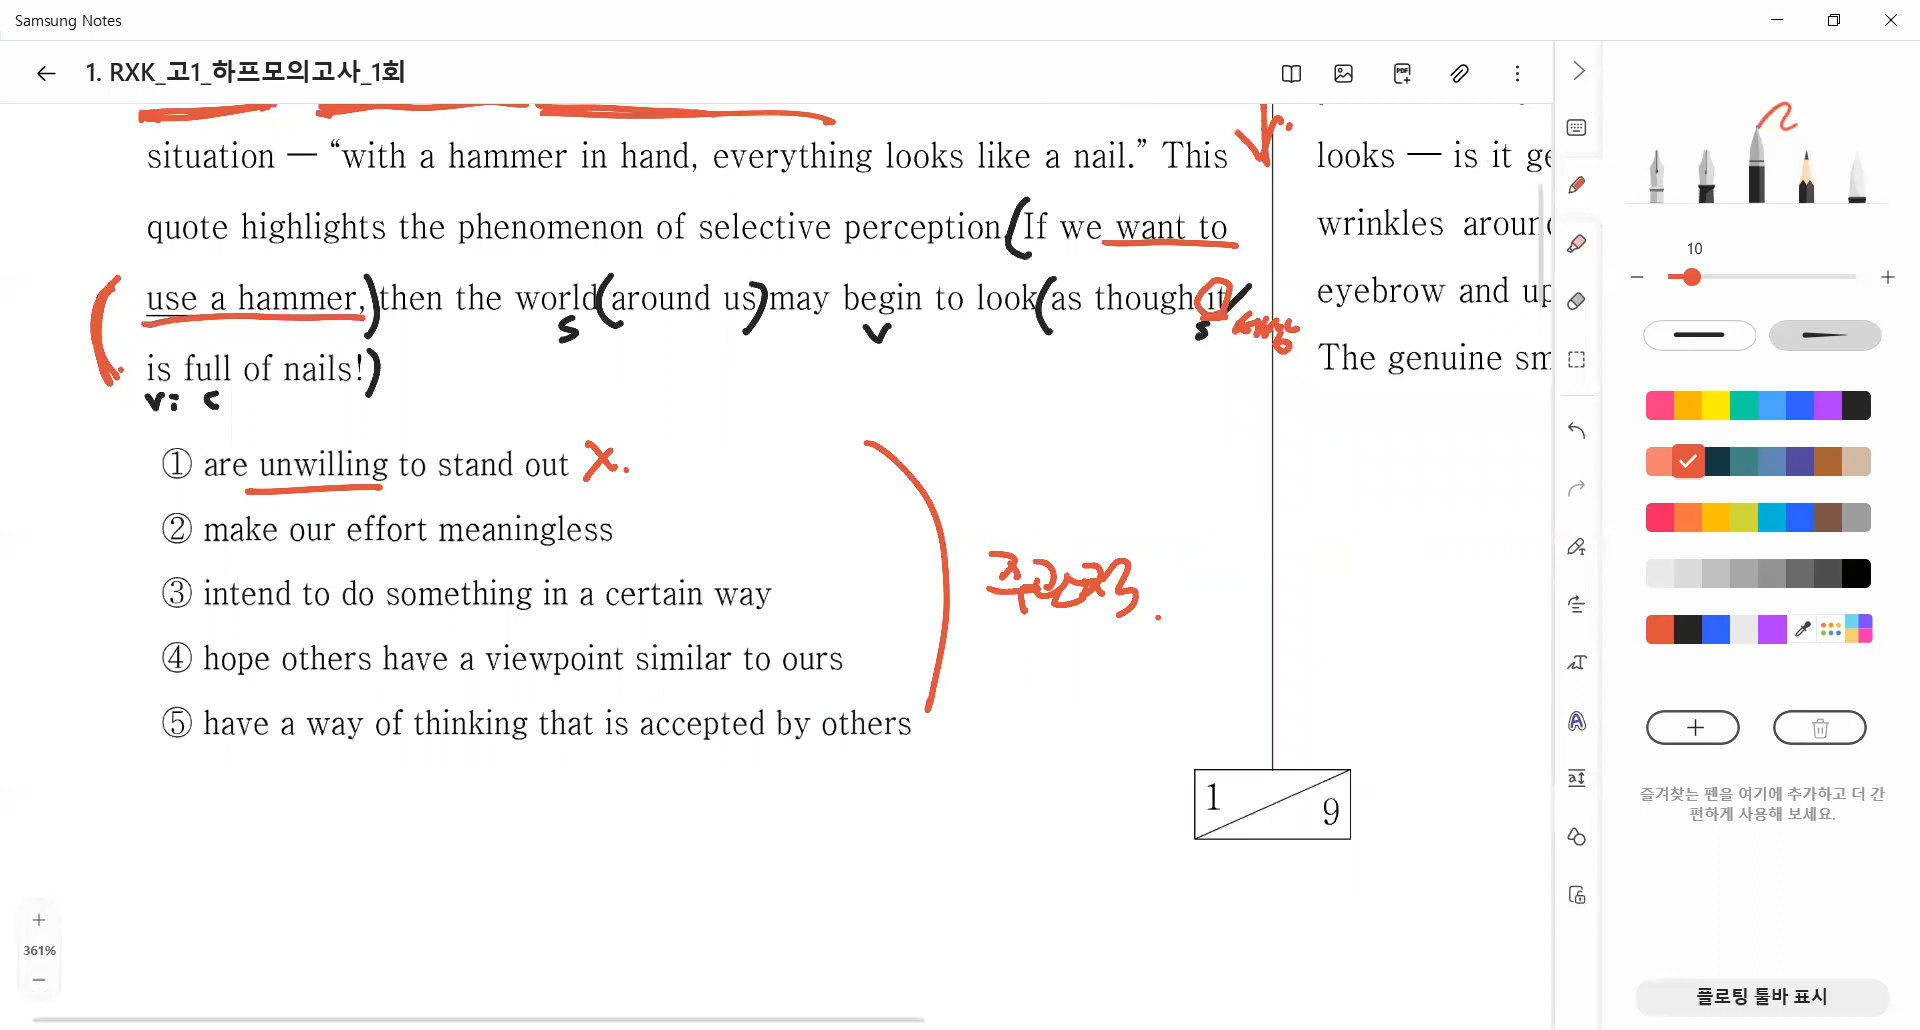 Samsung Notes
1. RXK_고1_하프모의고사_1회
situation — “with a hammer in hand, everything looks like a nail.” This
quote highlights the phenomenon of selective perception. If we want to
use a hammer, then the world around us may begin to look as though it
S V S
is full of nails!
V: C
① are unwilling to stand out X.
② make our effort meaningless
③ intend to do something in a certain way
④ hope others have a viewpoint similar to ours
⑤ have a way of thinking that is accepted by others
1
9
looks — is it ge
wrinkles aroun
eyebrow and up
The genuine sm
10
즐겨찾는 펜을 여기에 추가하고 더 간
편하게 사용해 보세요.
361%
플로팅 툴바 표시